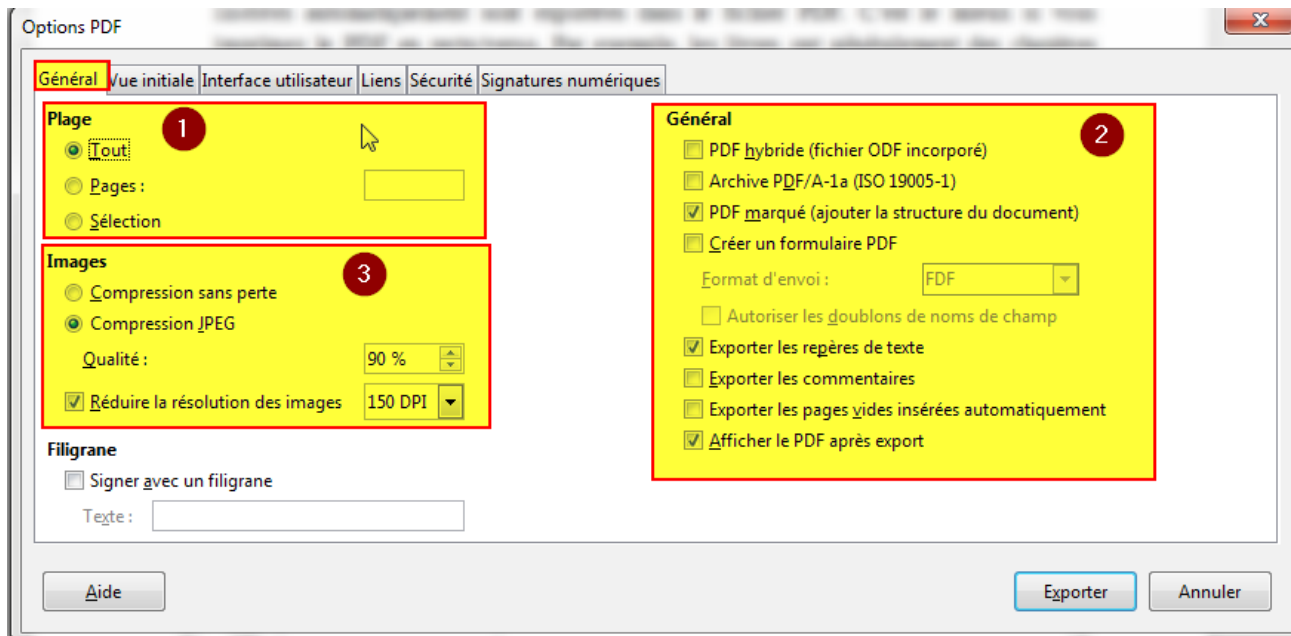 Options PDF
Général Vue initiale Interface utilisateur Liens Sécurité Signatures numériques
Plage
1
Tout
Pages :
Sélection
Images
3
Compression sans perte
Compression JPEG
Qualité : 90 %
Réduire la résolution des images 150 DPI
Filigrane
Signer avec un filigrane
Texte :
Général
2
PDF hybride (fichier ODF incorporé)
Archive PDF/A-1a (ISO 19005-1)
PDF marqué (ajouter la structure du document)
Créer un formulaire PDF
Format d'envoi : FDF
Autoriser les doublons de noms de champ
Exporter les repères de texte
Exporter les commentaires
Exporter les pages vides insérées automatiquement
Afficher le PDF après export
Aide
Exporter
Annuler